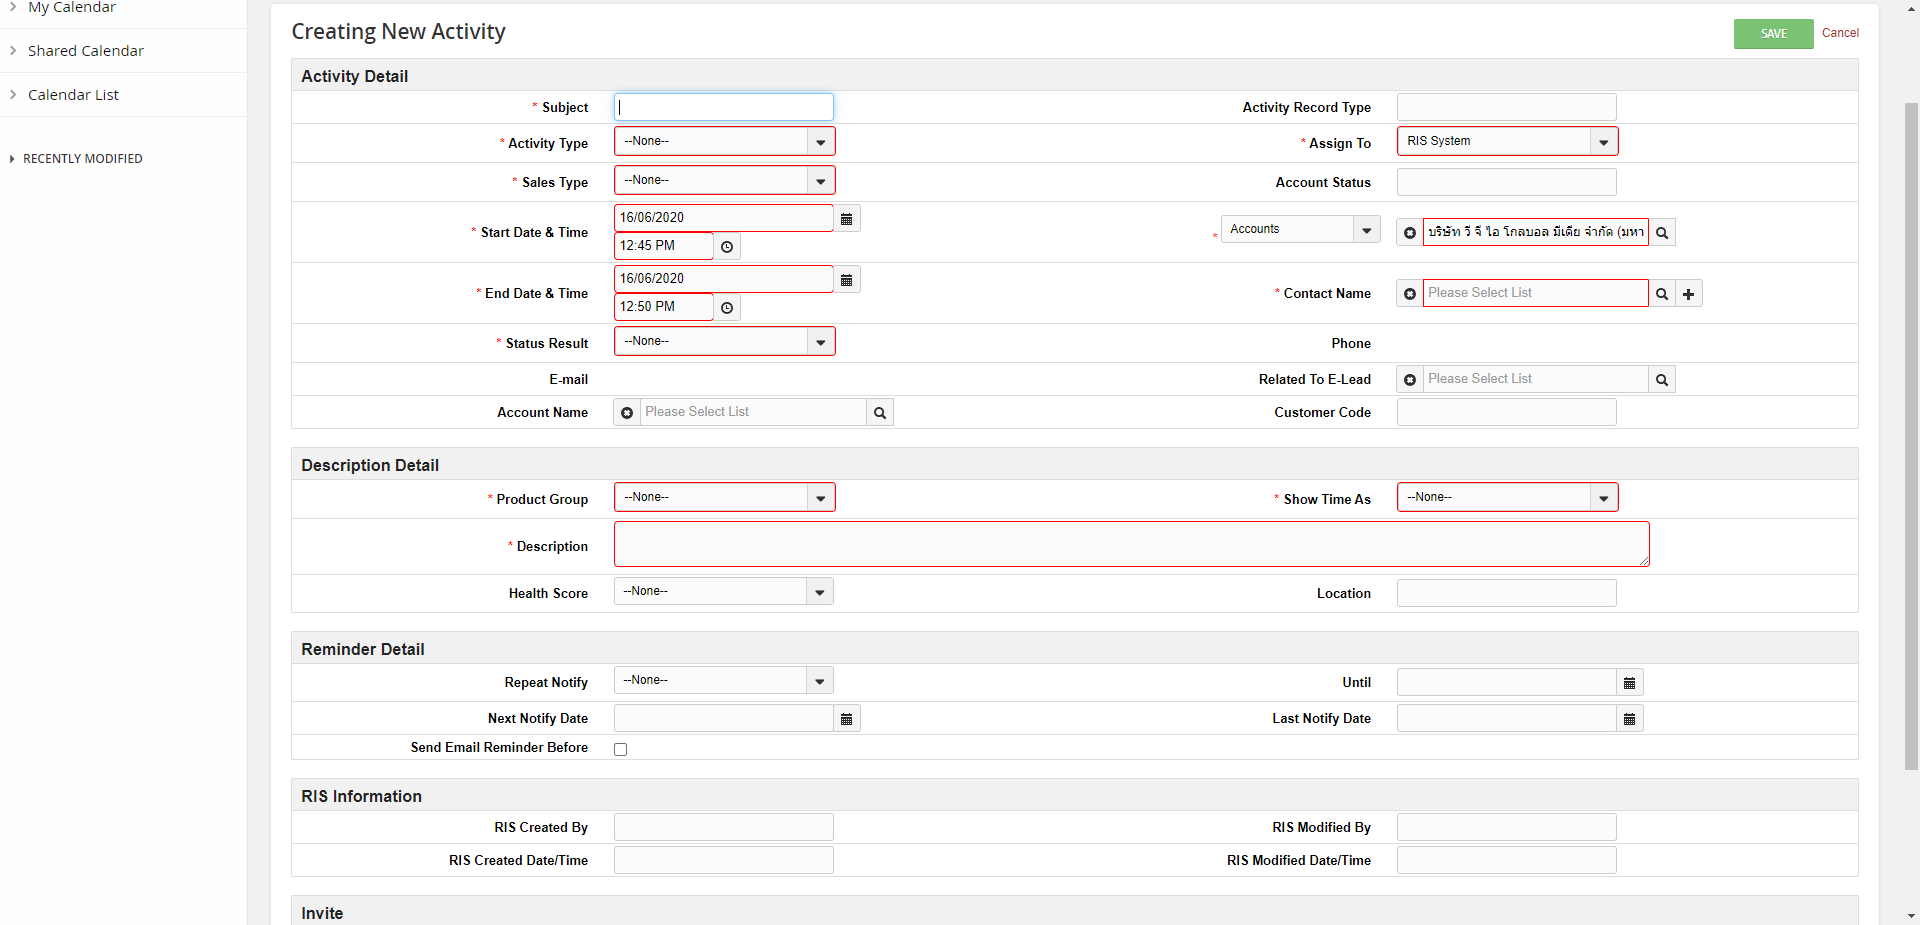 My Calendar
Shared Calendar
Calendar List
RECENTLY MODIFIED
Creating New Activity
SAVE Cancel
Activity Detail
* Subject
Activity Record Type
* Activity Type --None--
* Assign To RIS System
* Sales Type --None--
Account Status
* Start Date & Time 16/06/2020
12:45 PM
* Accounts บริษัท วี จี ไอ โกลบอล มีเดีย จำกัด (มหา
* End Date & Time 16/06/2020
12:50 PM
* Contact Name Please Select List
* Status Result --None--
Phone
E-mail
Related To E-Lead Please Select List
Account Name Please Select List
Customer Code
Description Detail
* Product Group --None--
* Show Time As --None--
* Description
Health Score --None--
Location
Reminder Detail
Repeat Notify --None--
Until
Next Notify Date
Last Notify Date
Send Email Reminder Before
RIS Information
RIS Created By
RIS Modified By
RIS Created Date/Time
RIS Modified Date/Time
Invite